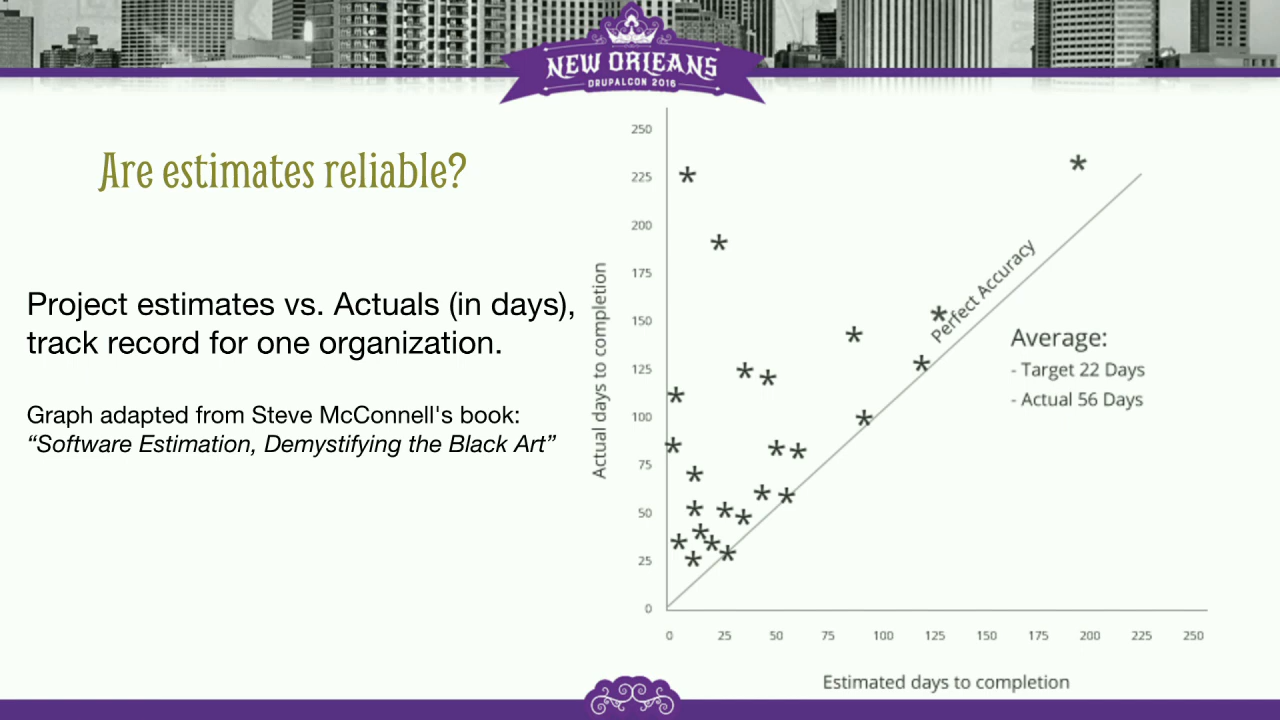 NEW ORLEANS
DRUPALCON 2016
Are estimates reliable?
Project estimates vs. Actuals (in days),
track record for one organization.
Graph adapted from Steve McConnell's book:
“Software Estimation, Demystifying the Black Art”
Actual days to completion
250
225
200
175
150
125
100
75
50
25
0
Perfect Accuracy
Average:
- Target 22 Days
- Actual 56 Days
0 25 50 75 100 125 150 175 200 225 250
Estimated days to completion